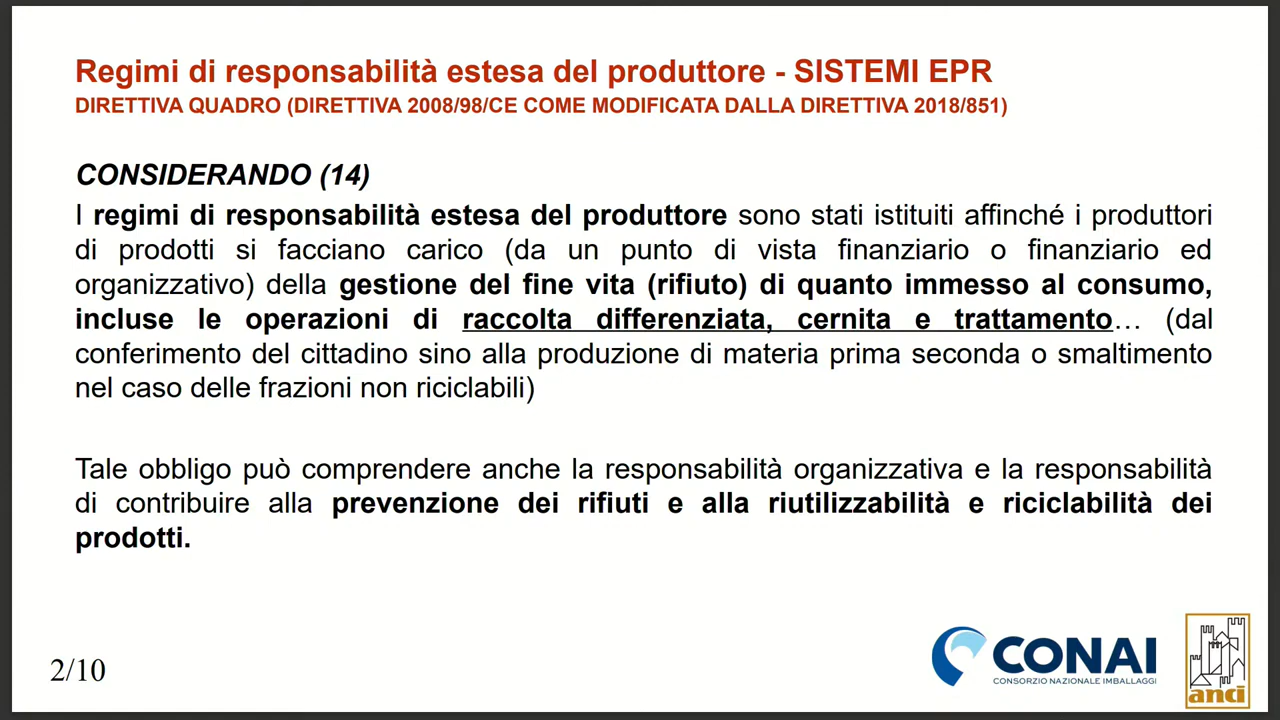 Regimi di responsabilità estesa del produttore - SISTEMI EPR
DIRETTIVA QUADRO (DIRETTIVA 2008/98/CE COME MODIFICATA DALLA DIRETTIVA 2018/851)
CONSIDERANDO (14)
I regimi di responsabilità estesa del produttore sono stati istituiti affinché i produttori
di prodotti si facciano carico (da un punto di vista finanziario o finanziario ed
organizzativo) della gestione del fine vita (rifiuto) di quanto immesso al consumo,
incluse le operazioni di raccolta differenziata, cernita e trattamento… (dal
conferimento del cittadino sino alla produzione di materia prima seconda o smaltimento
nel caso delle frazioni non riciclabili)
Tale obbligo può comprendere anche la responsabilità organizzativa e la responsabilità
di contribuire alla prevenzione dei rifiuti e alla riutilizzabilità e riciclabilità dei
prodotti.
2/10
CONAI
CONSORZIO NAZIONALE IMBALLAGGI
anci